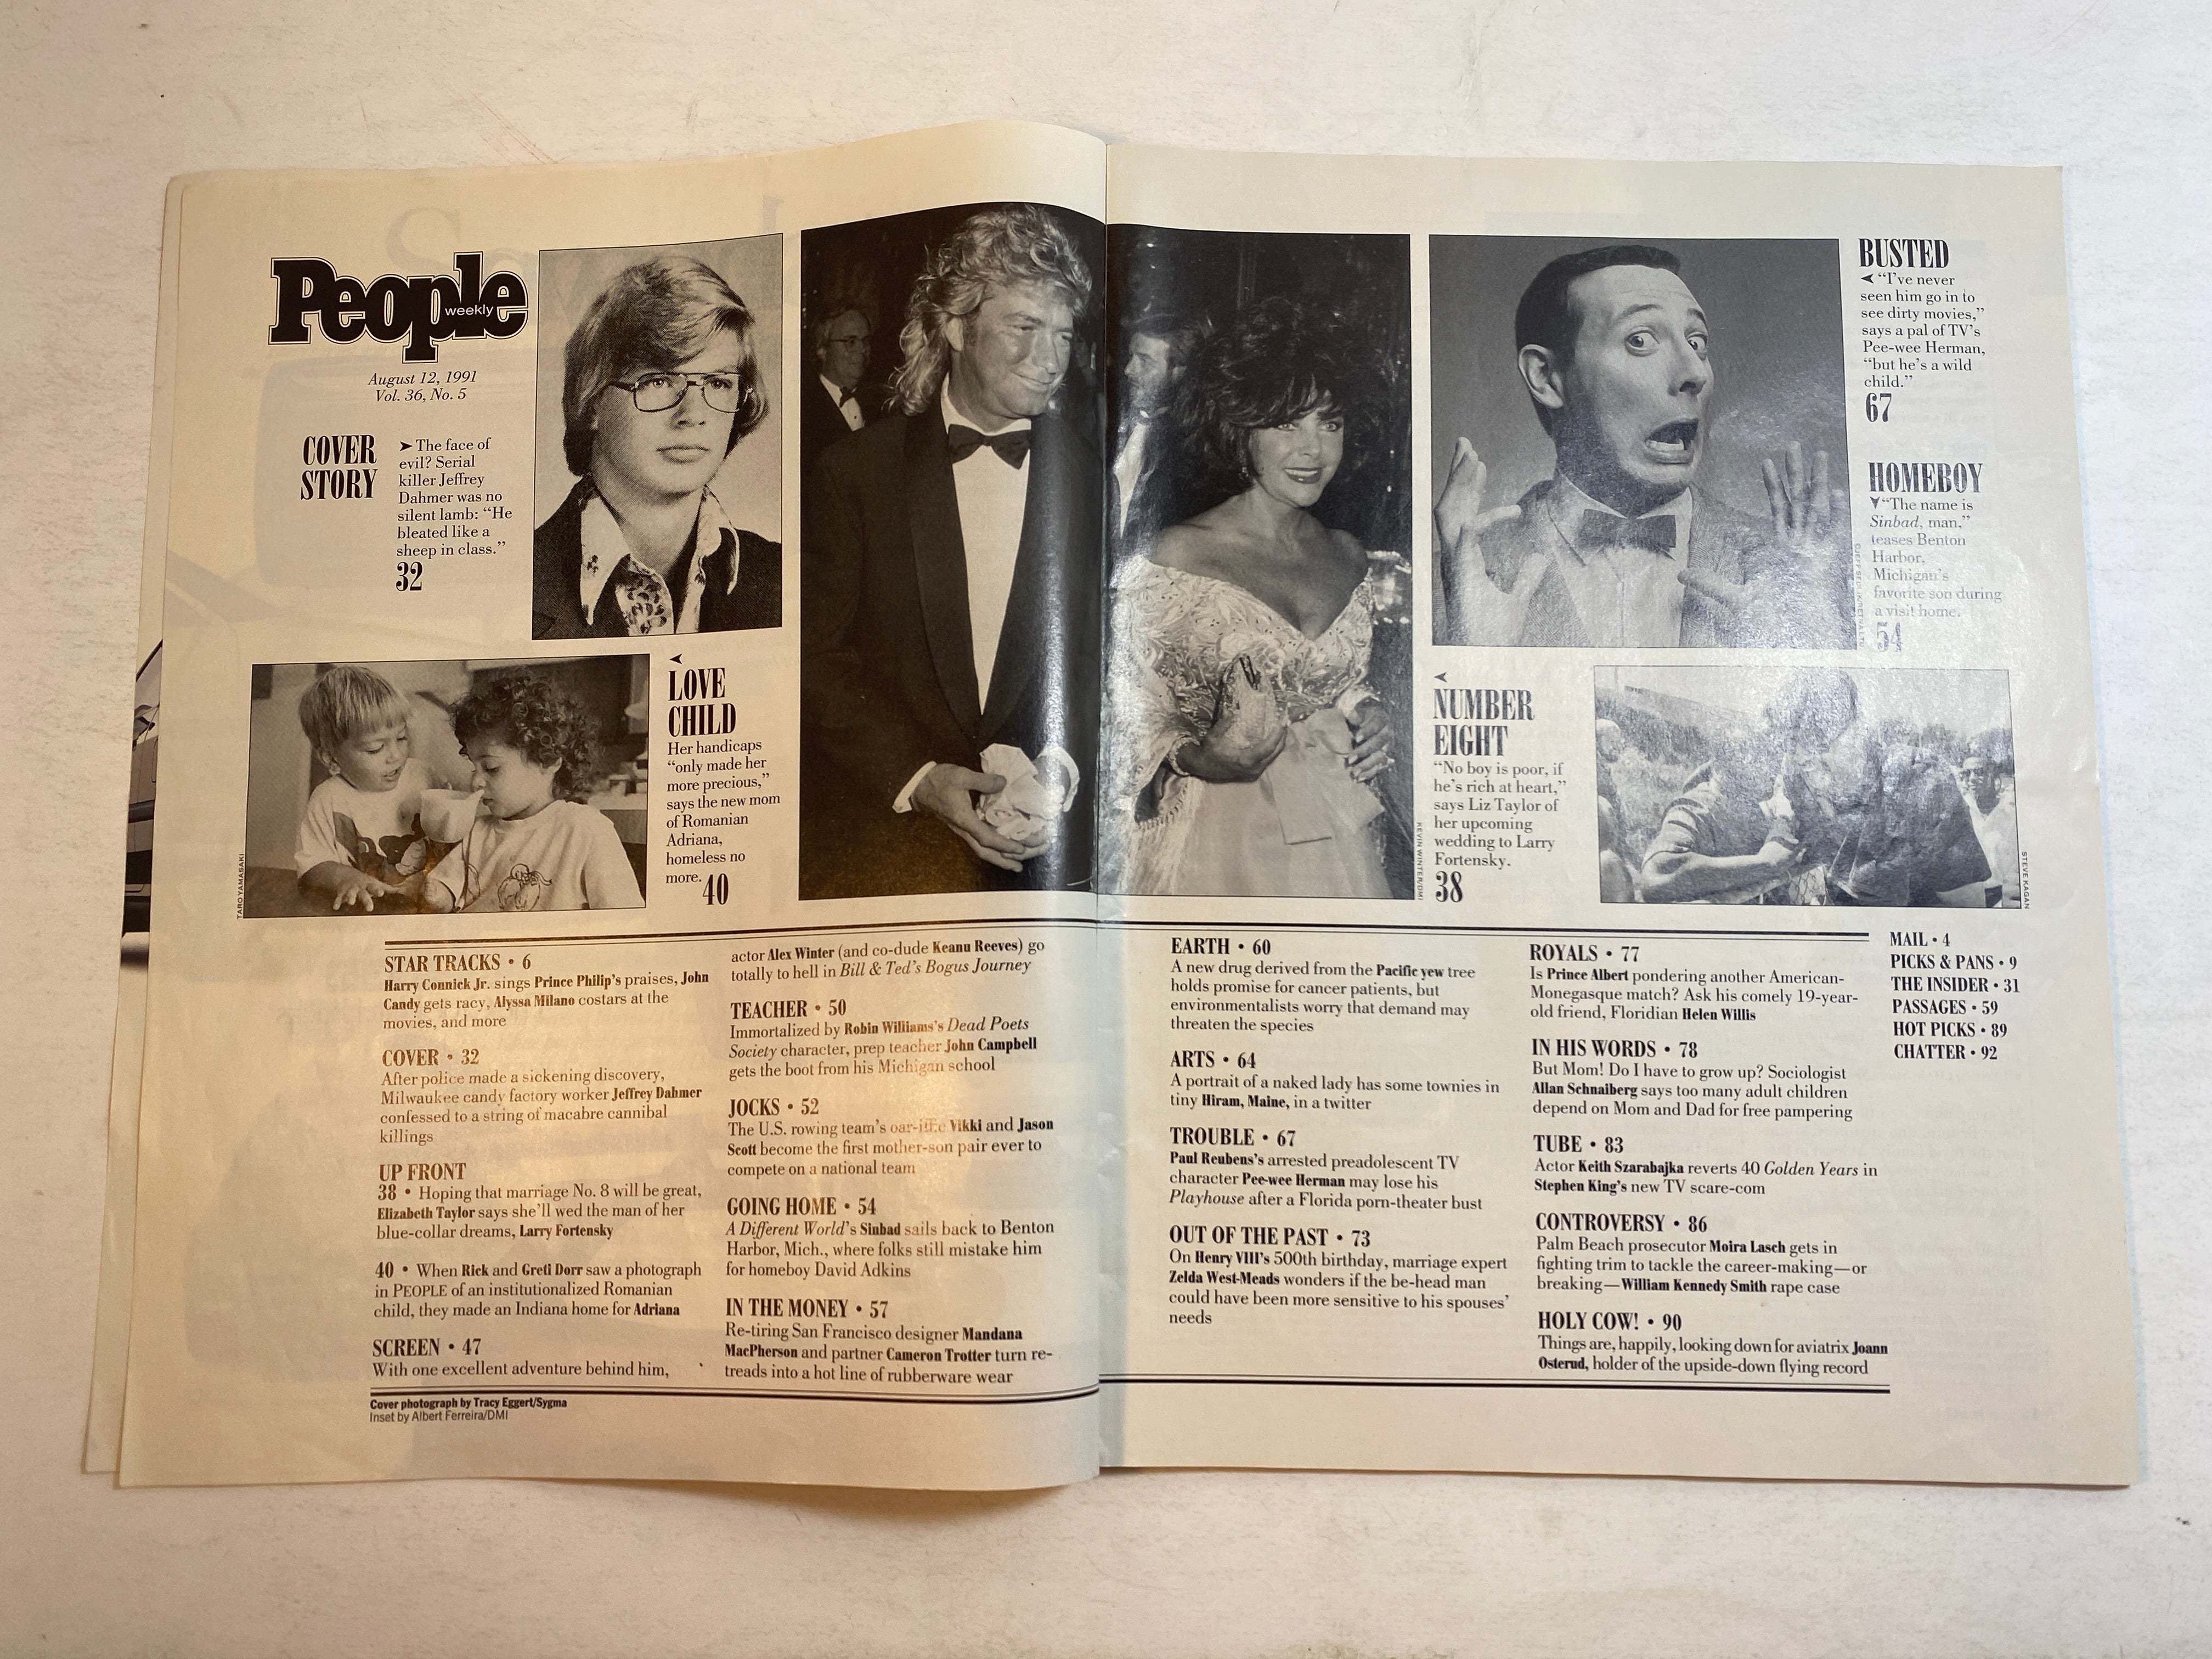 People
weekly
August 12, 1991
Vol. 36, No. 5
COVER
STORY
➤ The face of
evil? Serial
killer Jeffrey
Dahmer was no
silent lamb: “He
bleated like a
sheep in class.”
32
LOVE
CHILD
Her handicaps
“only made her
more precious,”
says the new mom
of Romanian
Adriana,
homeless no
more. 40
TARO YAMASAKI
BUSTED
“I’ve never
seen him go in to
see dirty movies,”
says a pal of TV’s
Pee-wee Herman,
“but he’s a wild
child.”
67
HOMEBOY
“The name is
Sinbad, man,”
teases Benton
Harbor,
Michigan’s
favorite son during
a visit home.
54
NUMBER
EIGHT
“No boy is poor, if
he’s rich at heart,”
says Liz Taylor of
her upcoming
wedding to Larry
Fortensky.
38
KEVIN WINTER/DMI
STEVE KAGAN
STAR TRACKS • 6
Harry Connick Jr. sings Prince Philip’s praises, John
Candy gets racy, Alyssa Milano costars at the
movies, and more
COVER • 32
After police made a sickening discovery,
Milwaukee candy factory worker Jeffrey Dahmer
confessed to a string of macabre cannibal
killings
UP FRONT
38 • Hoping that marriage No. 8 will be great,
Elizabeth Taylor says she’ll wed the man of her
blue-collar dreams, Larry Fortensky
40 • When Rick and Greti Dorr saw a photograph
in PEOPLE of an institutionalized Romanian
child, they made an Indiana home for Adriana
SCREEN • 47
With one excellent adventure behind him,
actor Alex Winter (and co-dude Keanu Reeves) go
totally to hell in Bill & Ted’s Bogus Journey
TEACHER • 50
Immortalized by Robin Williams’s Dead Poets
Society character, prep teacher John Campbell
gets the boot from his Michigan school
JOCKS • 52
The U.S. rowing team’s oar-ific Vikki and Jason
Scott become the first mother-son pair ever to
compete on a national team
GOING HOME • 54
A Different World’s Sinbad sails back to Benton
Harbor, Mich., where folks still mistake him
for homeboy David Adkins
IN THE MONEY • 57
Re-tiring San Francisco designer Mandana
MacPherson and partner Cameron Trotter turn re-
treads into a hot line of rubberware wear
EARTH • 60
A new drug derived from the Pacific yew tree
holds promise for cancer patients, but
environmentalists worry that demand may
threaten the species
ARTS • 64
A portrait of a naked lady has some townies in
tiny Hiram, Maine, in a twitter
TROUBLE • 67
Paul Reubens’s arrested preadolescent TV
character Pee-wee Herman may lose his
Playhouse after a Florida porn-theater bust
OUT OF THE PAST • 73
On Henry VIII’s 500th birthday, marriage expert
Zelda West-Meads wonders if the be-head man
could have been more sensitive to his spouses’
needs
ROYALS • 77
Is Prince Albert pondering another American-
Monegasque match? Ask his comely 19-year-
old friend, Floridian Helen Willis
IN HIS WORDS • 78
But Mom! Do I have to grow up? Sociologist
Allan Schnaiberg says too many adult children
depend on Mom and Dad for free pampering
TUBE • 83
Actor Keith Szarabajka reverts 40 Golden Years in
Stephen King’s new TV scare-com
CONTROVERSY • 86
Palm Beach prosecutor Moira Lasch gets in
fighting trim to tackle the career-making—or
breaking—William Kennedy Smith rape case
HOLY COW! • 90
Things are, happily, looking down for aviatrix Joann
Osterud, holder of the upside-down flying record
MAIL • 4
PICKS & PANS • 9
THE INSIDER • 31
PASSAGES • 59
HOT PICKS • 89
CHATTER • 92
Cover photograph by Tracy Eggert/Sygma
Inset by Albert Ferreira/DMI